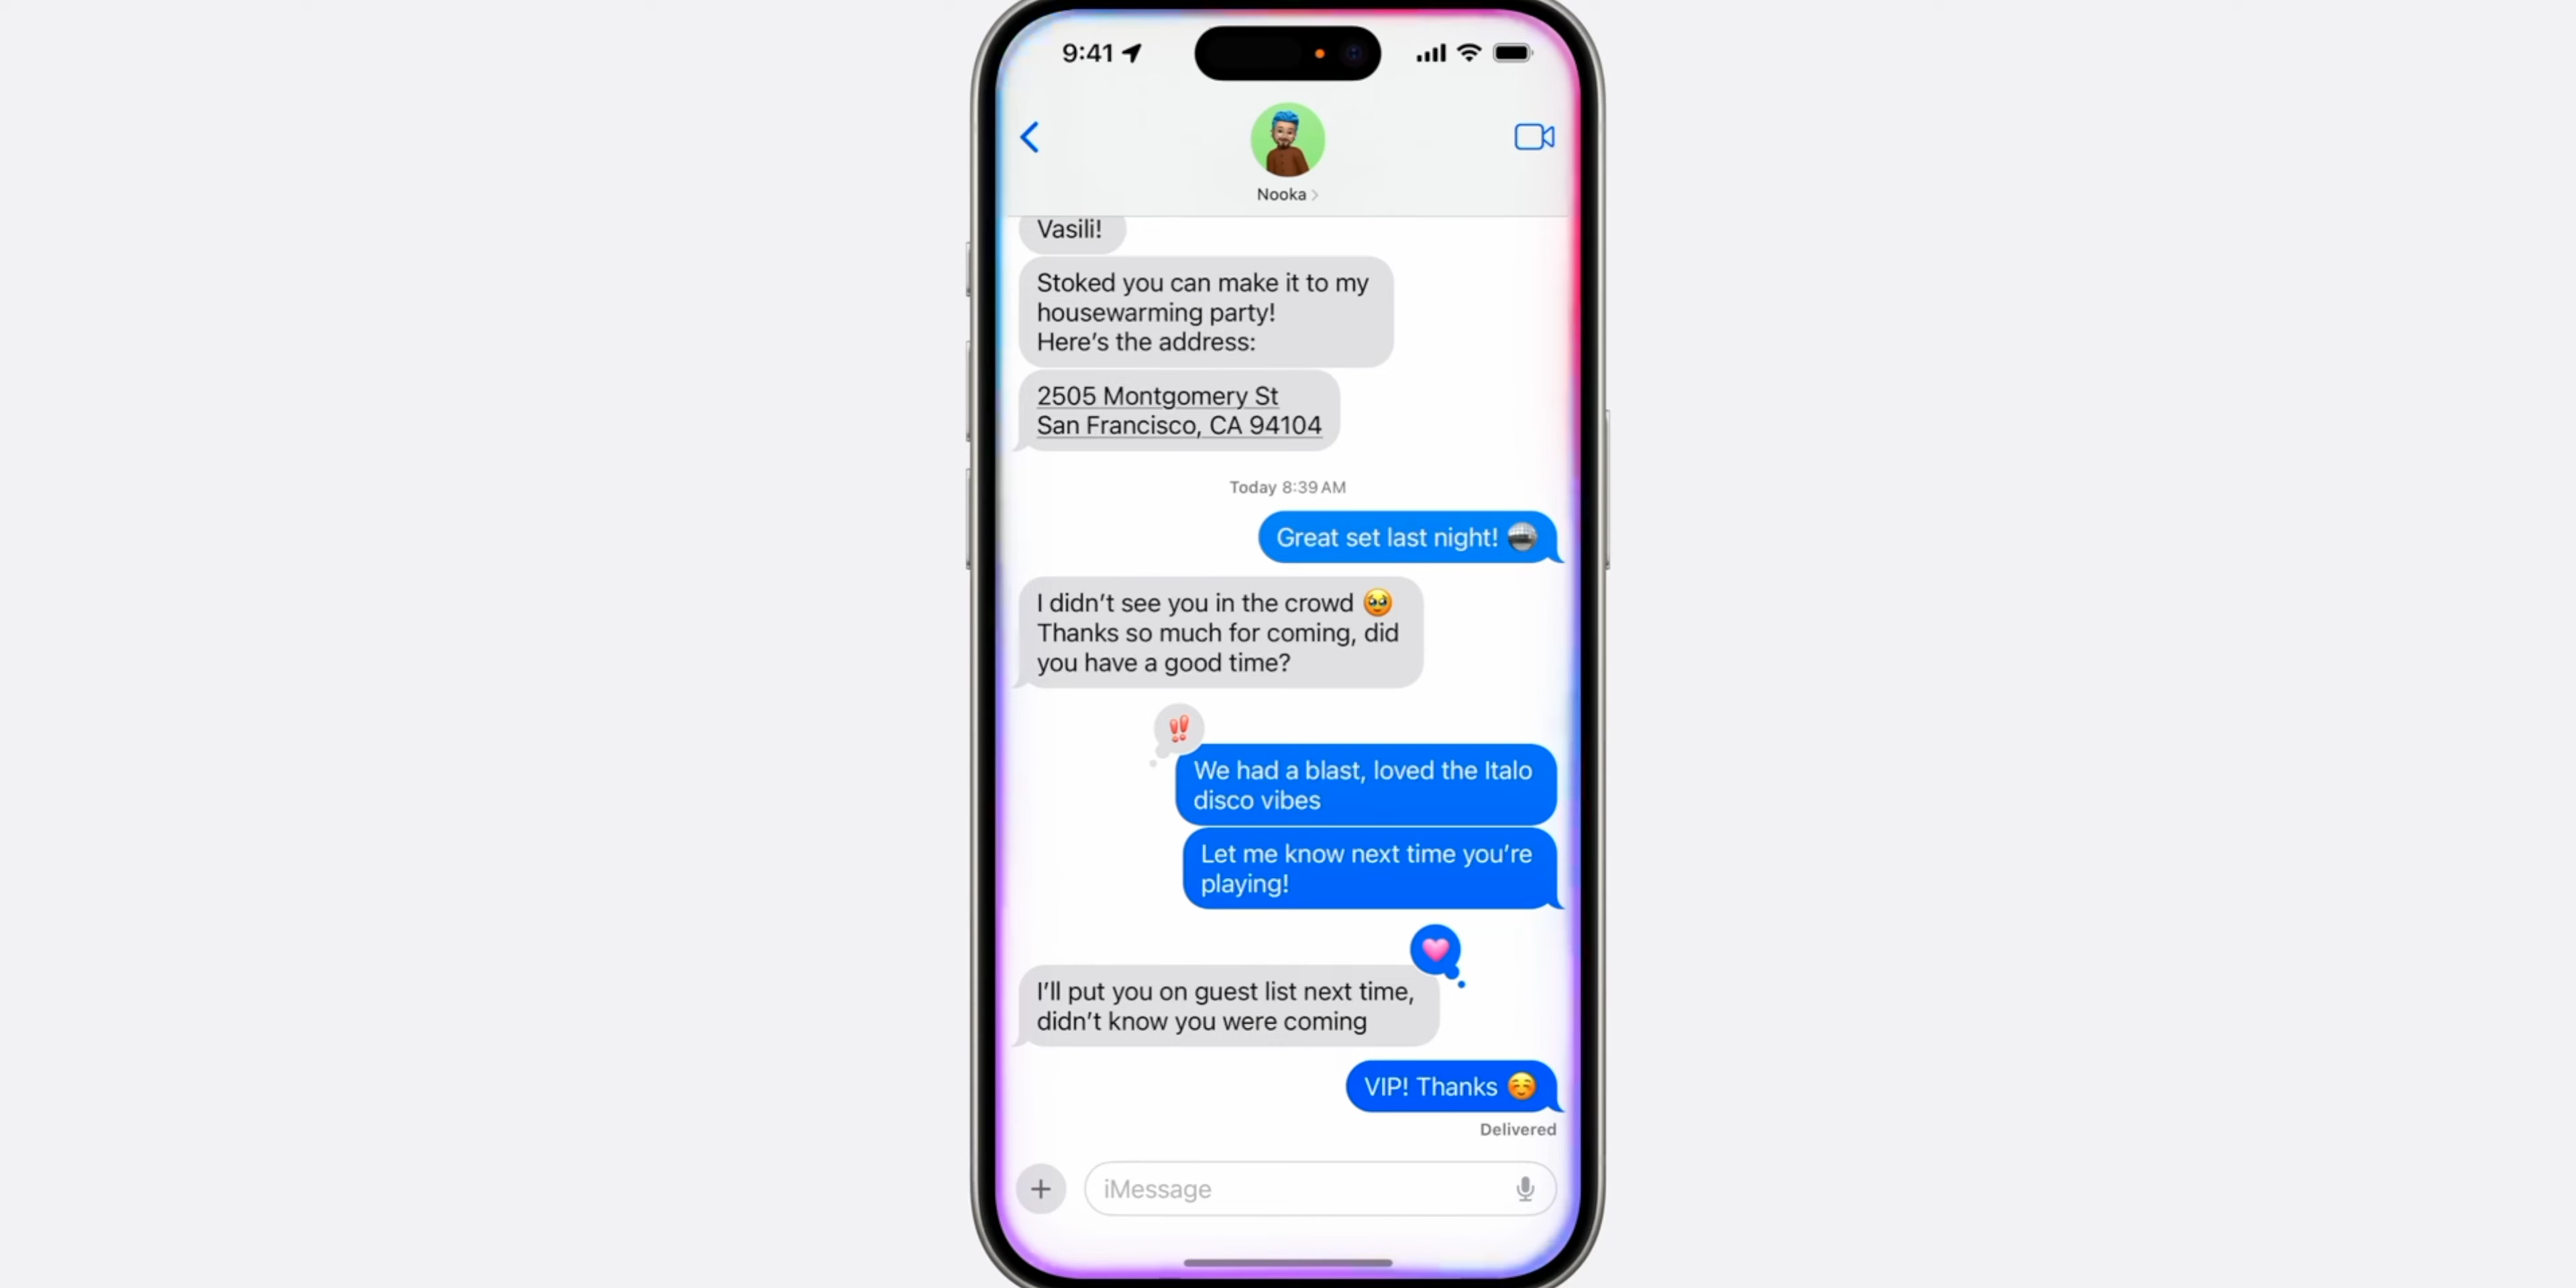 9:41
Nooka
Vasili!
Stoked you can make it to my
housewarming party!
Here’s the address:
2505 Montgomery St
San Francisco, CA 94104
Today 8:39 AM
Great set last night! 🪩
I didn’t see you in the crowd 🥹
Thanks so much for coming, did
you have a good time?
‼️
We had a blast, loved the Italo
disco vibes
Let me know next time you’re
playing!
I’ll put you on guest list next time,
didn’t know you were coming
VIP! Thanks ☺️
Delivered
iMessage